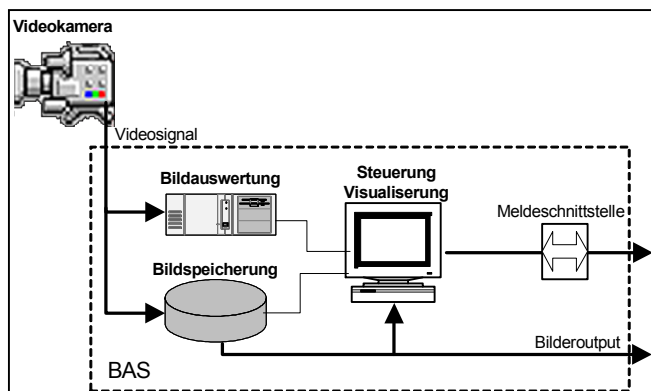 Videokamera
Videosignal
Bildauswertung
Steuerung
Visualiserung
Meldeschnittstelle
Bildspeicherung
Bilderoutput
BAS